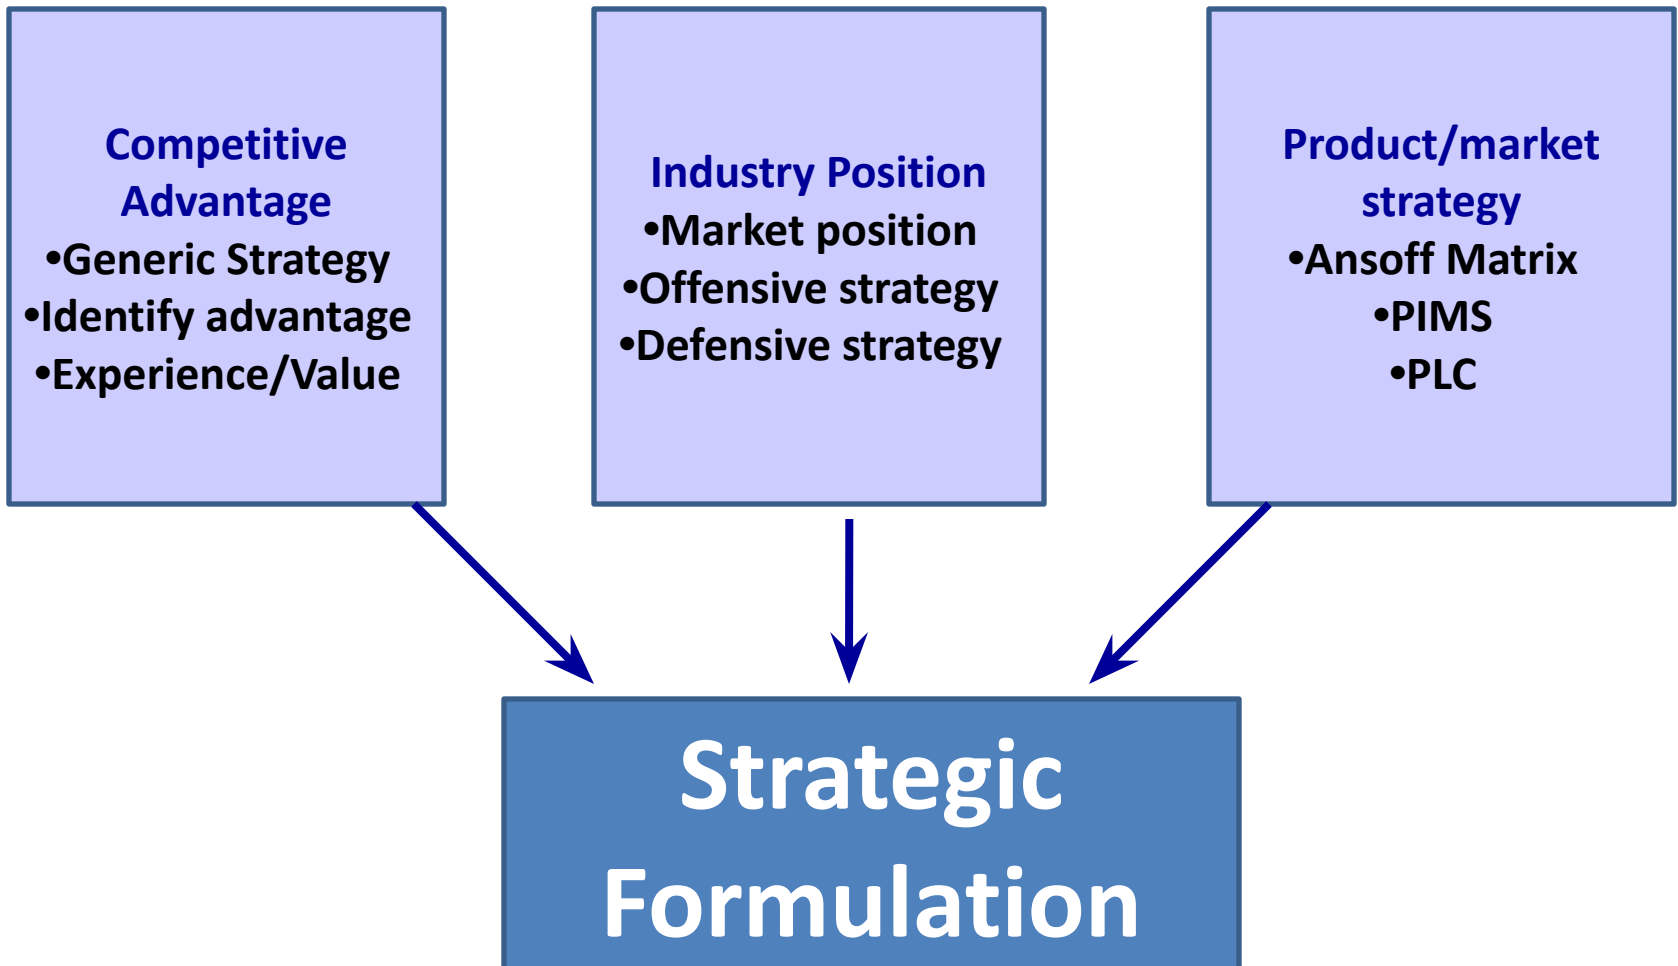 Competitive
Advantage
•Generic Strategy
•Identify advantage
•Experience/Value
Industry Position
•Market position
•Offensive strategy
•Defensive strategy
Product/market
strategy
•Ansoff Matrix
•PIMS
•PLC
Strategic
Formulation